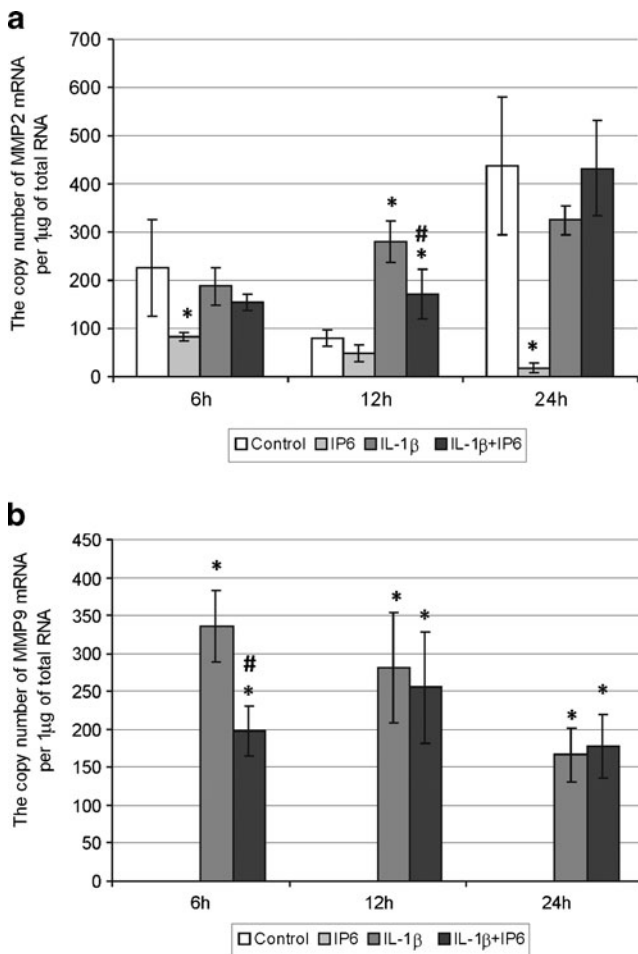 a
The copy number of MMP2 mRNA
per 1μg of total RNA
700
600
500
400
300
200
100
0
*
*
#
*
*
6h
12h
24h
Control IP6 IL-1β IL-1β+IP6
b
The copy number of MMP9 mRNA
per 1μg of total RNA
450
400
350
300
250
200
150
100
50
0
*
#
*
*
*
*
*
6h
12h
24h
Control IP6 IL-1β IL-1β+IP6